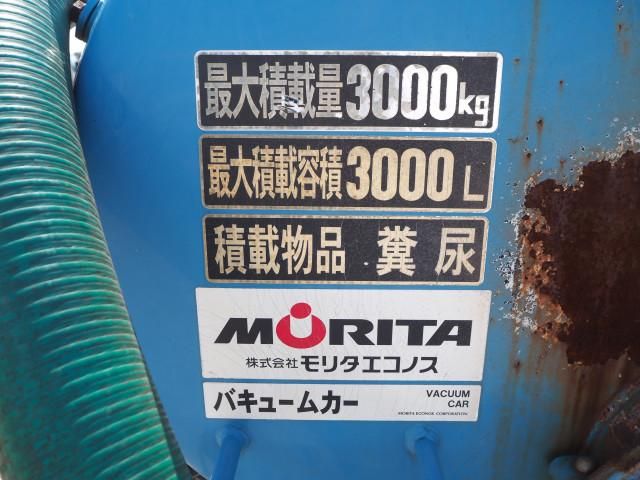 最大積載量3000kg
最大積載容積3000L
積載物品 糞尿
MORITA
株式会社モリタエコノス
バキュームカー
VACUUM
CAR
MORITA ECONOS CORPORATION